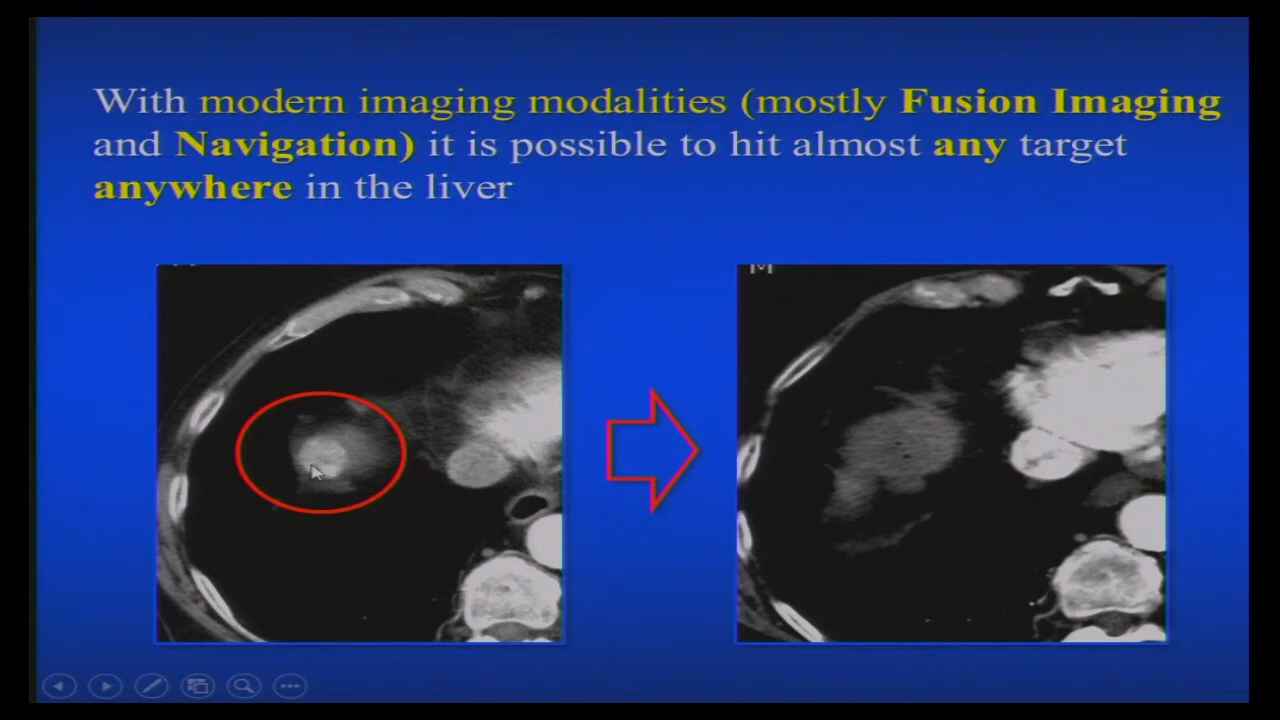 With modern imaging modalities (mostly Fusion Imaging
and Navigation) it is possible to hit almost any target
anywhere in the liver
M